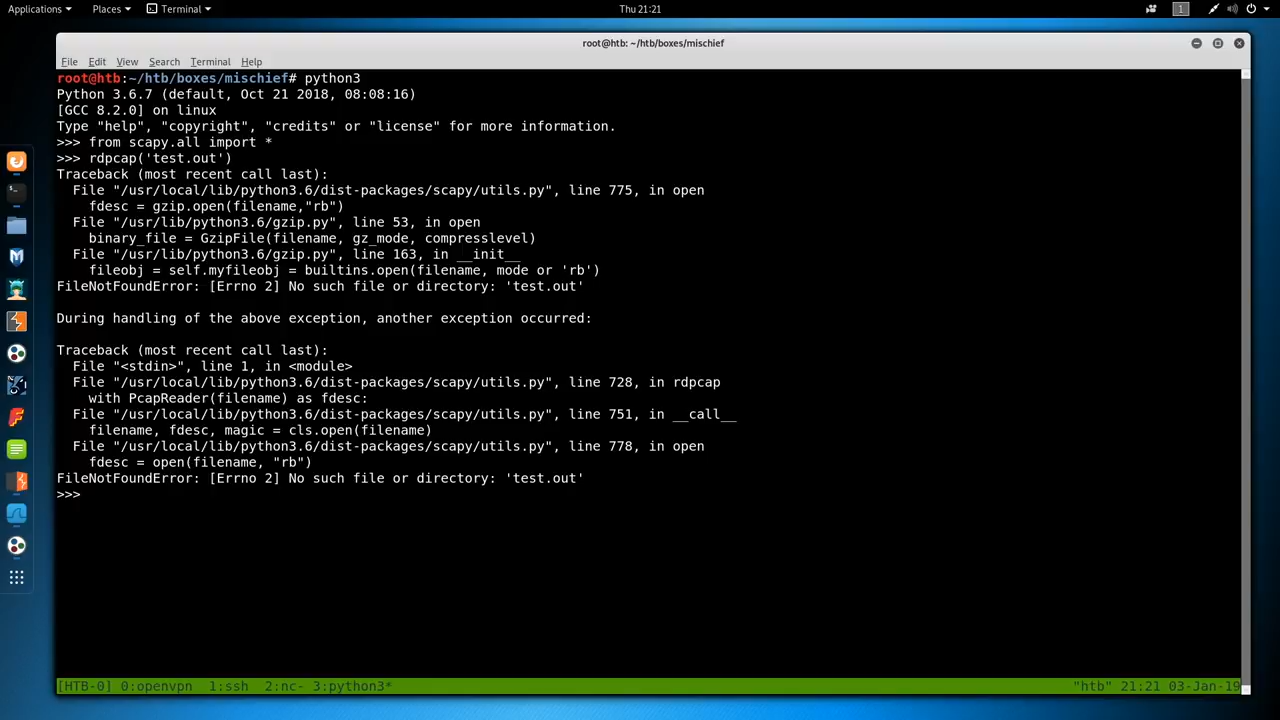 Applications Places Terminal Thu 21:21 1
root@htb: ~/htb/boxes/mischief
File Edit View Search Terminal Help
root@htb:~/htb/boxes/mischief# python3
Python 3.6.7 (default, Oct 21 2018, 08:08:16)
[GCC 8.2.0] on linux
Type "help", "copyright", "credits" or "license" for more information.
>>> from scapy.all import *
>>> rdpcap('test.out')
Traceback (most recent call last):
  File "/usr/local/lib/python3.6/dist-packages/scapy/utils.py", line 775, in open
    fdesc = gzip.open(filename,"rb")
  File "/usr/lib/python3.6/gzip.py", line 53, in open
    binary_file = GzipFile(filename, gz_mode, compresslevel)
  File "/usr/lib/python3.6/gzip.py", line 163, in __init__
    fileobj = self.myfileobj = builtins.open(filename, mode or 'rb')
FileNotFoundError: [Errno 2] No such file or directory: 'test.out'
During handling of the above exception, another exception occurred:
Traceback (most recent call last):
  File "<stdin>", line 1, in <module>
  File "/usr/local/lib/python3.6/dist-packages/scapy/utils.py", line 728, in rdpcap
    with PcapReader(filename) as fdesc:
  File "/usr/local/lib/python3.6/dist-packages/scapy/utils.py", line 751, in __call__
    filename, fdesc, magic = cls.open(filename)
  File "/usr/local/lib/python3.6/dist-packages/scapy/utils.py", line 778, in open
    fdesc = open(filename, "rb")
FileNotFoundError: [Errno 2] No such file or directory: 'test.out'
>>>
[HTB-0] 0:openvpn  1:ssh  2:nc- 3:python3* "htb" 21:21 03-Jan-19